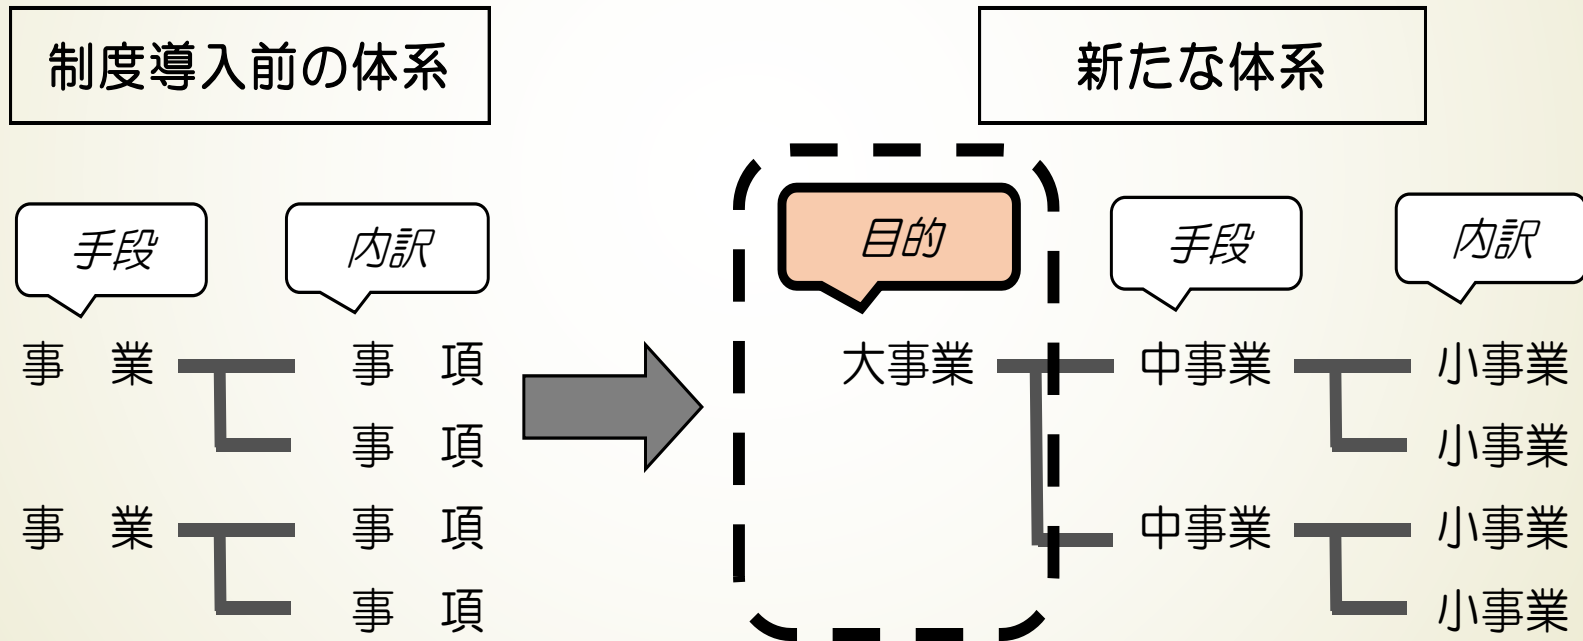 制度導入前の体系
新たな体系
手段
内訳
目的
手段
内訳
事 業
事 項
大事業
中事業
小事業
事 項
小事業
事 業
事 項
中事業
小事業
事 項
小事業